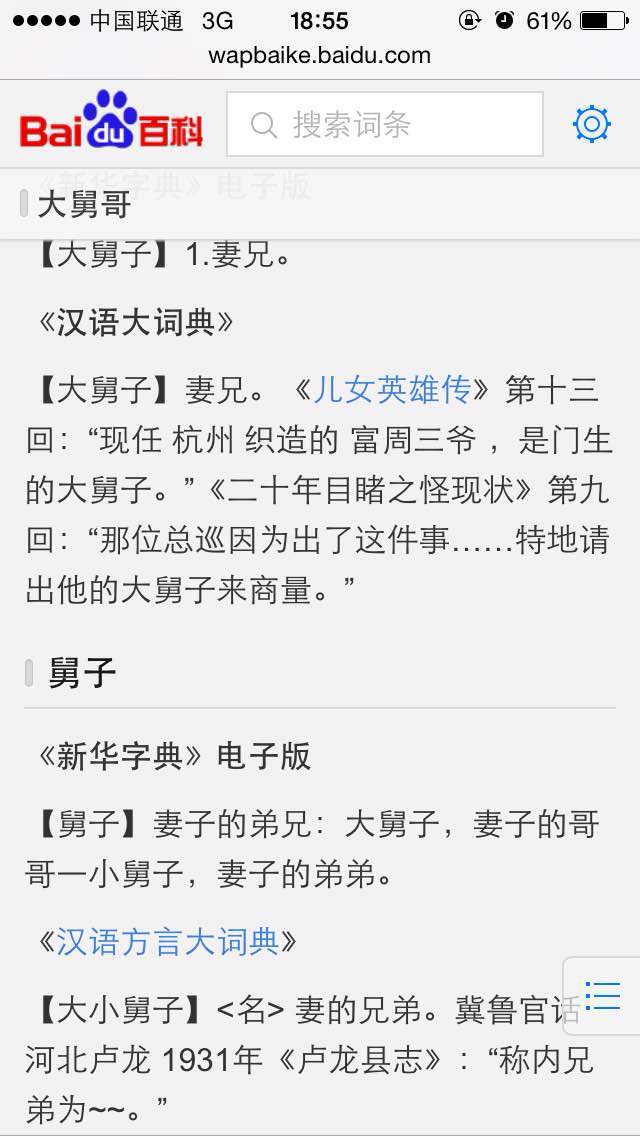 中国联通 3G 18:55 61%
wapbaike.baidu.com
Bai du 百科 搜索词条
《新华字典》电子版
大舅哥
【大舅子】1.妻兄。
《汉语大词典》
【大舅子】妻兄。《儿女英雄传》第十三
回：“现任 杭州 织造的 富周三爷 ，是门生
的大舅子。”《二十年目睹之怪现状》第九
回：“那位总巡因为出了这件事……特地请
出他的大舅子来商量。”
舅子
《新华字典》电子版
【舅子】妻子的弟兄：大舅子，妻子的哥
哥一小舅子，妻子的弟弟。
《汉语方言大词典》
【大小舅子】<名> 妻的兄弟。冀鲁官话
河北卢龙 1931年《卢龙县志》：“称内兄
弟为~~。”